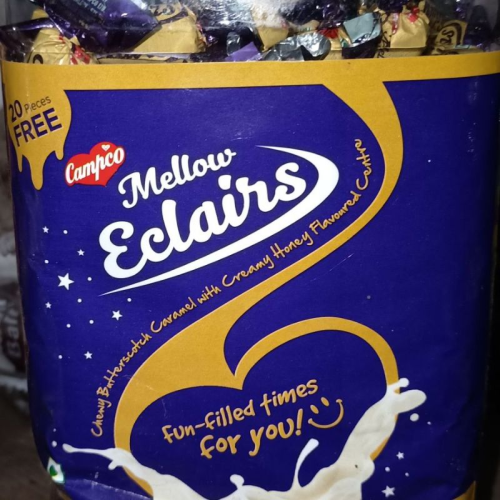 20 Pieces
FREE
Campco
Mellow
Eclairs
Chewy Butterscotch Caramel with Creamy Honey Flavoured Centre
Fun-filled times
for you!